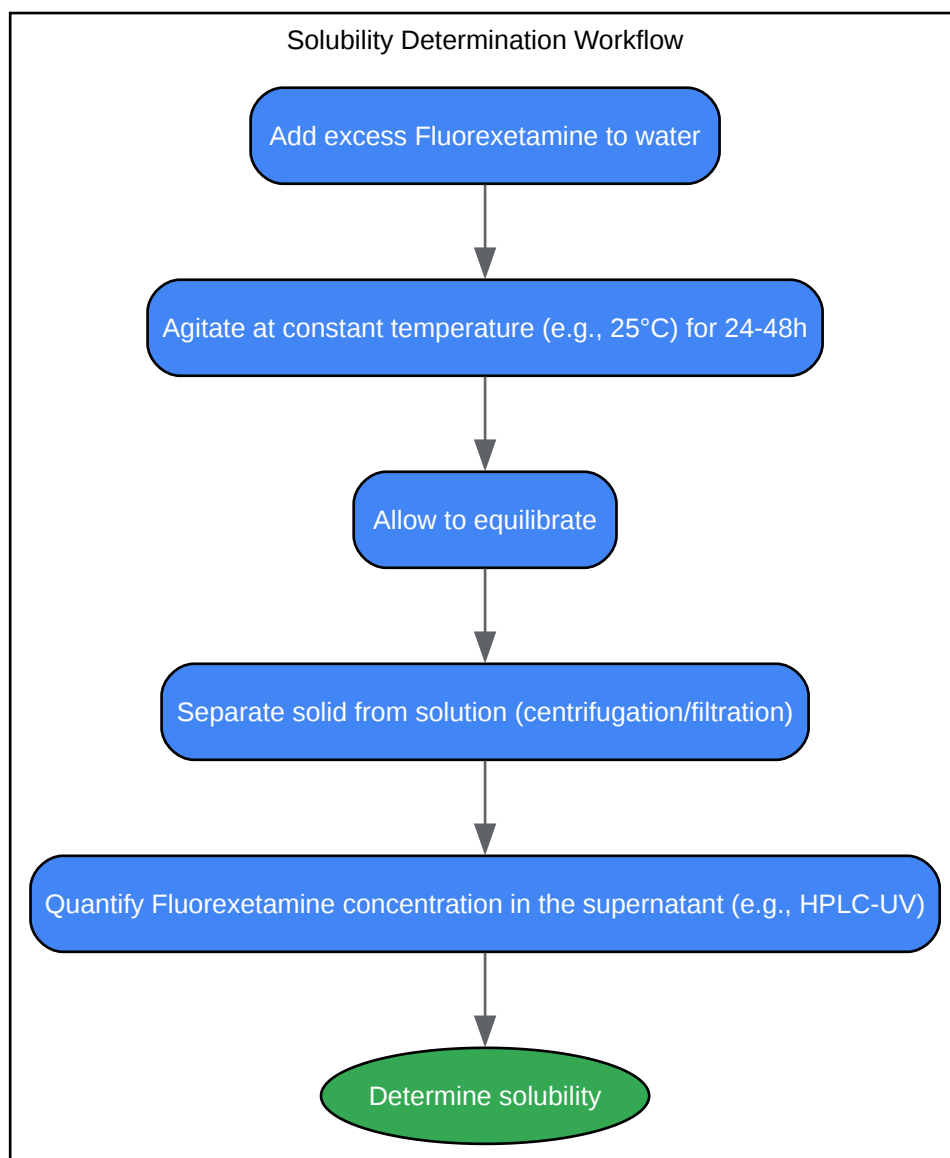 Solubility Determination Workflow
Add excess Fluorexetamine to water
Agitate at constant temperature (e.g., 25°C) for 24-48h
Allow to equilibrate
Separate solid from solution (centrifugation/filtration)
Quantify Fluorexetamine concentration in the supernatant (e.g., HPLC-UV)
Determine solubility